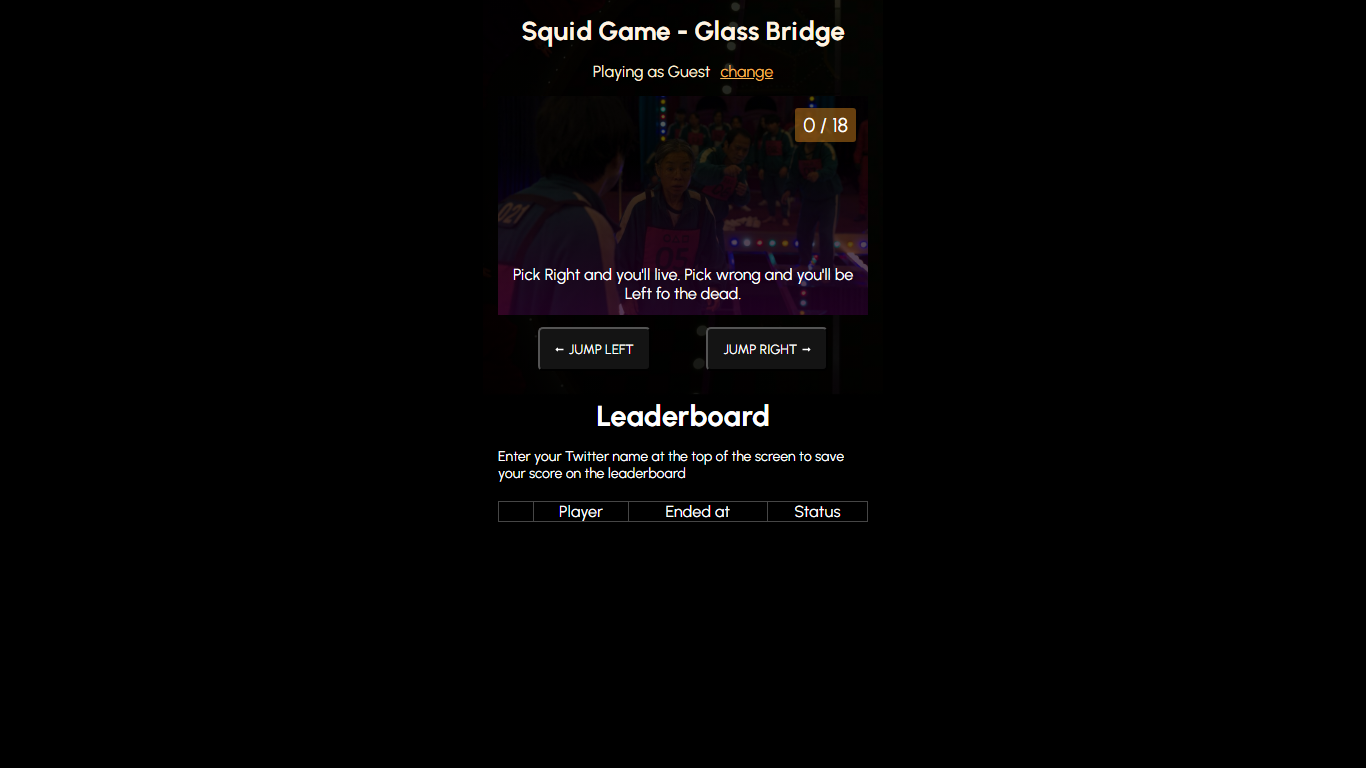 Squid Game - Glass Bridge
Playing as Guest change
0 / 18
021
05
Pick Right and you'll live. Pick wrong and you'll be
Left fo the dead.
← JUMP LEFT JUMP RIGHT →
Leaderboard
Enter your Twitter name at the top of the screen to save
your score on the leaderboard
Player Ended at Status